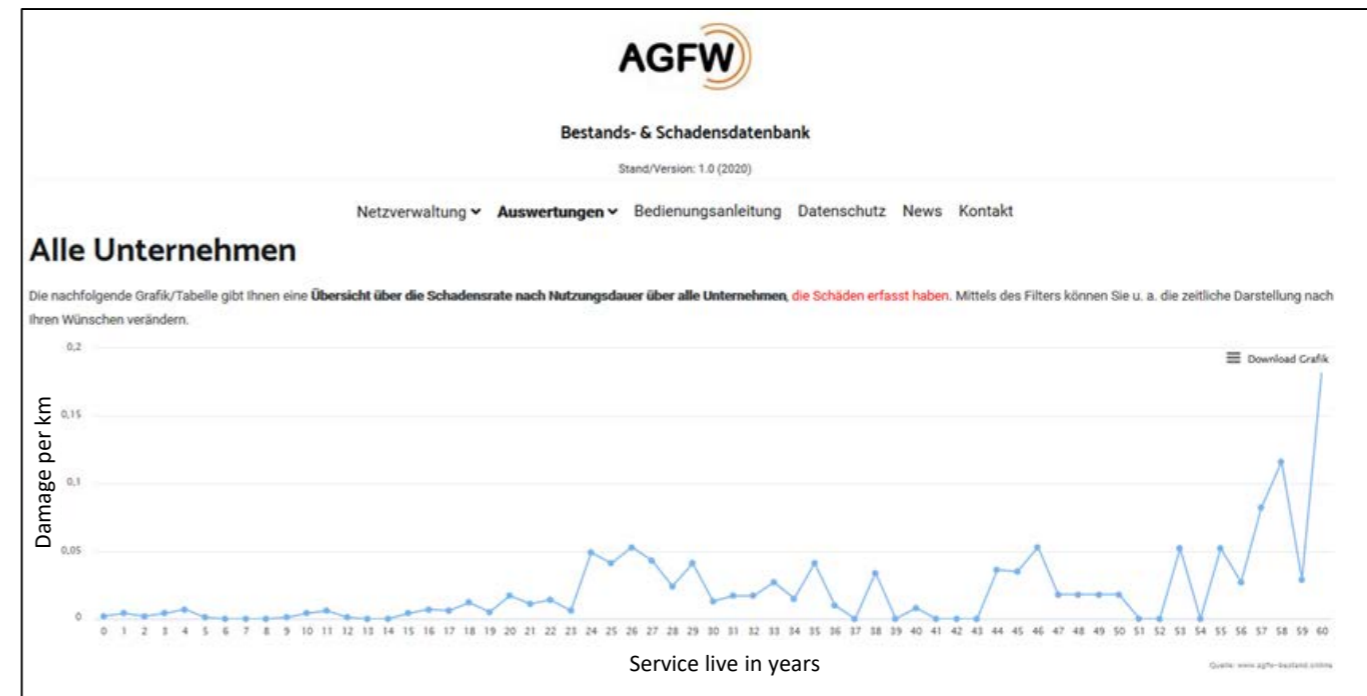 AGFW
Bestands- & Schadensdatenbank
Stand/Version: 1.0 (2020)
Netzverwaltung Auswertungen Bedienungsanleitung Datenschutz News Kontakt
Alle Unternehmen
Die nachfolgende Grafik/Tabelle gibt Ihnen eine Übersicht über die Schadensrate nach Nutzungsdauer über alle Unternehmen, die Schäden erfasst haben. Mittels des Filters können Sie u. a. die zeitliche Darstellung nach
Ihren Wünschen verändern.
Download Grafik
Damage per km
0,2
0,15
0,1
0,05
0
0 1 2 3 4 5 6 7 8 9 10 11 12 13 14 15 16 17 18 19 20 21 22 23 24 25 26 27 28 29 30 31 32 33 34 35 36 37 38 39 40 41 42 43 44 45 46 47 48 49 50 51 52 53 54 55 56 57 58 59 60
Service live in years
Quelle: www.agfw-bestand.online